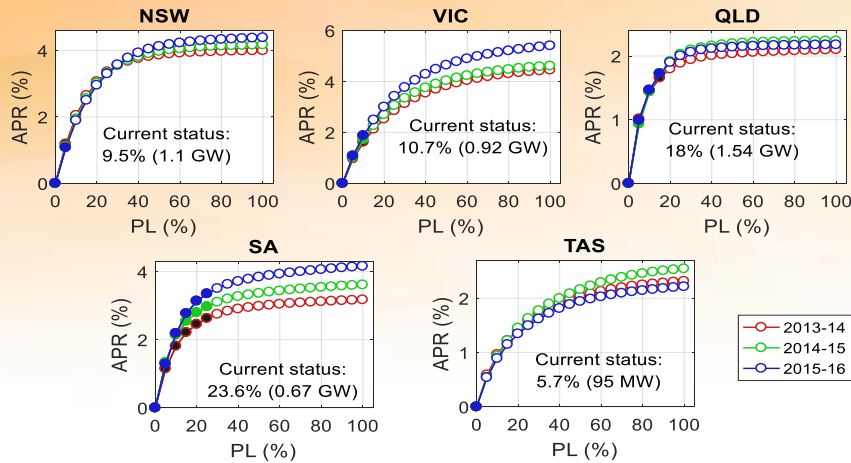 NSW
4
2
0
0 20 40 60 80 100
APR (%)
PL (%)
Current status:
9.5% (1.1 GW)
VIC
6
4
2
0
0 20 40 60 80 100
APR (%)
PL (%)
Current status:
10.7% (0.92 GW)
QLD
2
1
0
0 20 40 60 80 100
APR (%)
PL (%)
Current status:
18% (1.54 GW)
SA
4
2
0
0 20 40 60 80 100
APR (%)
PL (%)
Current status:
23.6% (0.67 GW)
TAS
2
1
0
0 20 40 60 80 100
APR (%)
PL (%)
Current status:
5.7% (95 MW)
2013-14
2014-15
2015-16